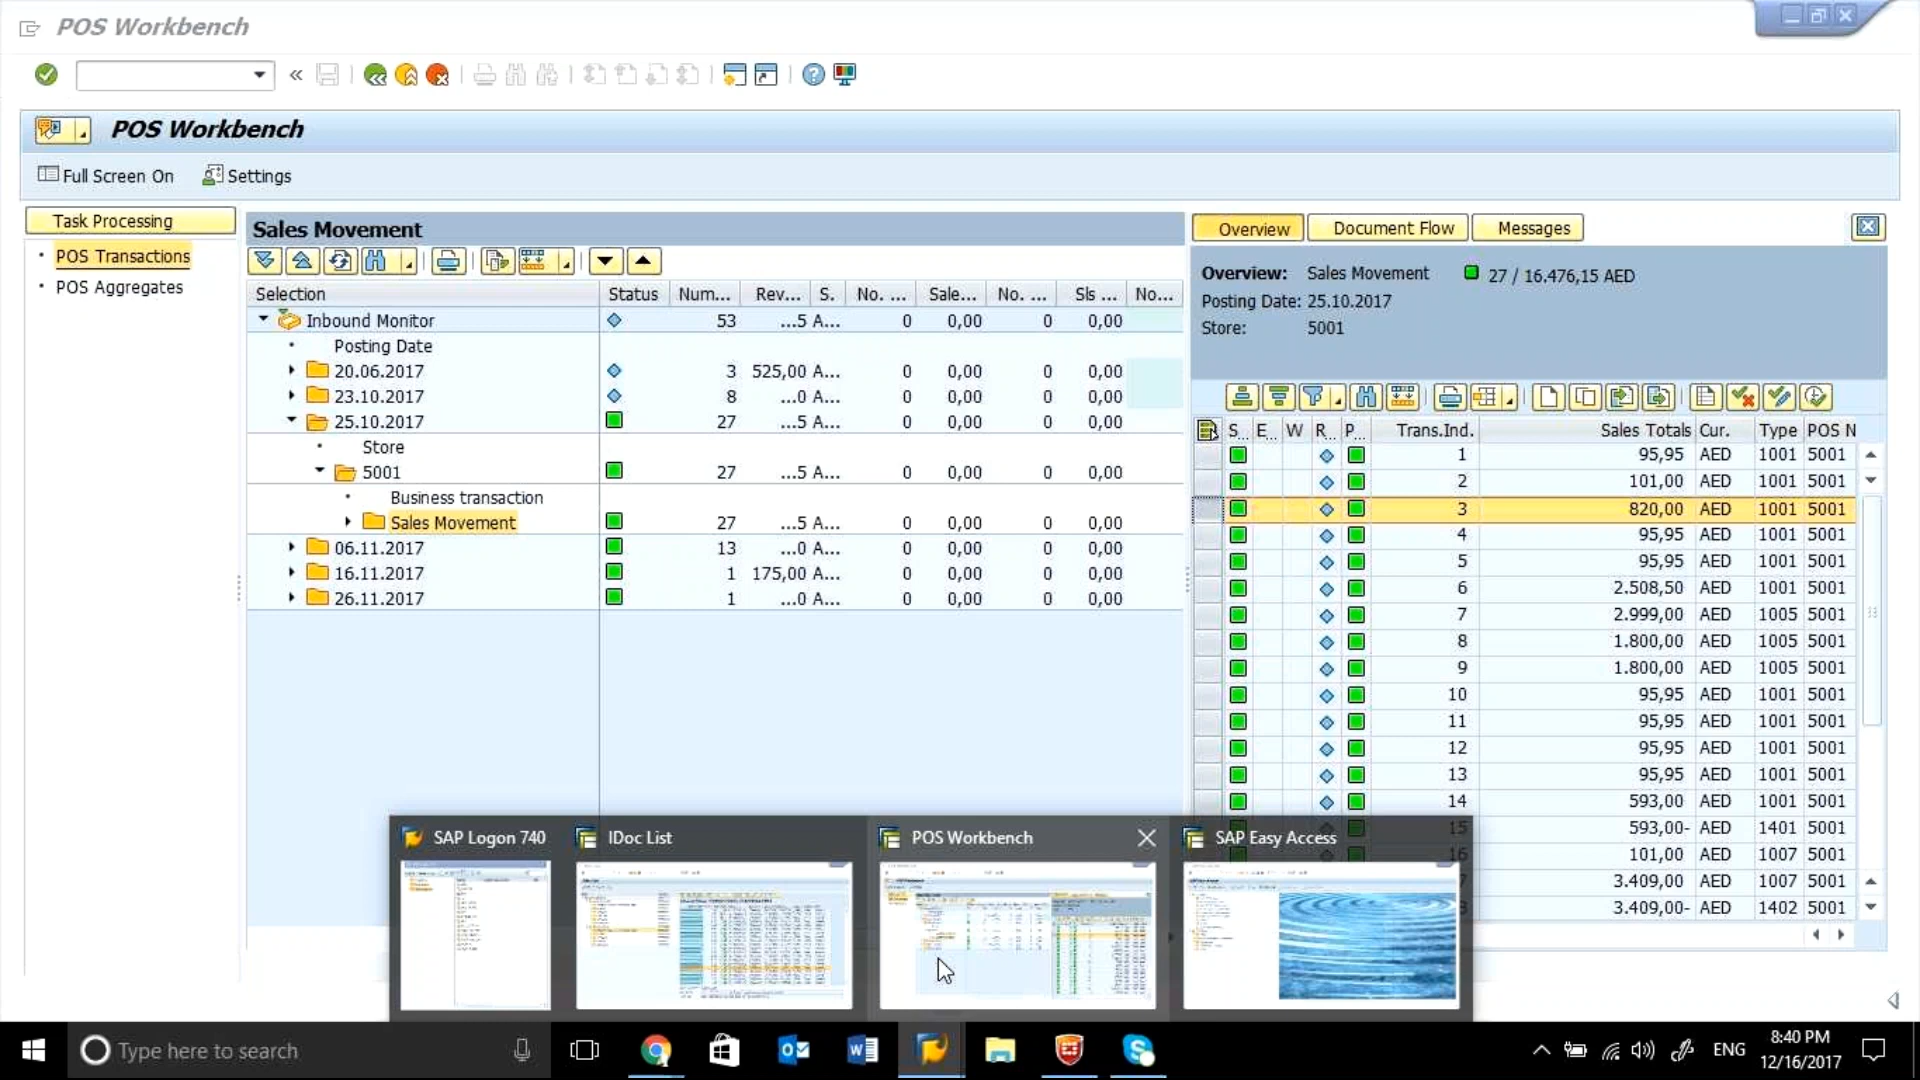 POS Workbench
POS Workbench
Full Screen On Settings
Task Processing
POS Transactions
POS Aggregates
Sales Movement
Selection Status Num... Rev... S. No. ... Sale... No. ... Sls ... No...
Inbound Monitor 53 ...5 A... 0 0,00 0 0,00
Posting Date
20.06.2017 3 525,00 A... 0 0,00 0 0,00
23.10.2017 8 ...0 A... 0 0,00 0 0,00
25.10.2017 27 ...5 A... 0 0,00 0 0,00
Store
5001 27 ...5 A... 0 0,00 0 0,00
Business transaction
Sales Movement 27 ...5 A... 0 0,00 0 0,00
06.11.2017 13 ...0 A... 0 0,00 0 0,00
16.11.2017 1 175,00 A... 0 0,00 0 0,00
26.11.2017 1 ...0 A... 0 0,00 0 0,00
Overview Document Flow Messages
Overview: Sales Movement 27 / 16.476,15 AED
Posting Date: 25.10.2017
Store: 5001
S... E... W R... P... Trans.Ind. Sales Totals Cur. Type POS N
1 95,95 AED 1001 5001
2 101,00 AED 1001 5001
3 820,00 AED 1001 5001
4 95,95 AED 1001 5001
5 95,95 AED 1001 5001
6 2.508,50 AED 1001 5001
7 2.999,00 AED 1005 5001
8 1.800,00 AED 1005 5001
9 1.800,00 AED 1005 5001
10 95,95 AED 1001 5001
11 95,95 AED 1001 5001
12 95,95 AED 1001 5001
13 95,95 AED 1001 5001
14 593,00 AED 1001 5001
15 593,00- AED 1401 5001
16 101,00 AED 1007 5001
7 3.409,00 AED 1007 5001
8 3.409,00- AED 1402 5001
SAP Logon 740 IDoc List POS Workbench SAP Easy Access
Type here to search
ENG
8:40 PM
12/16/2017